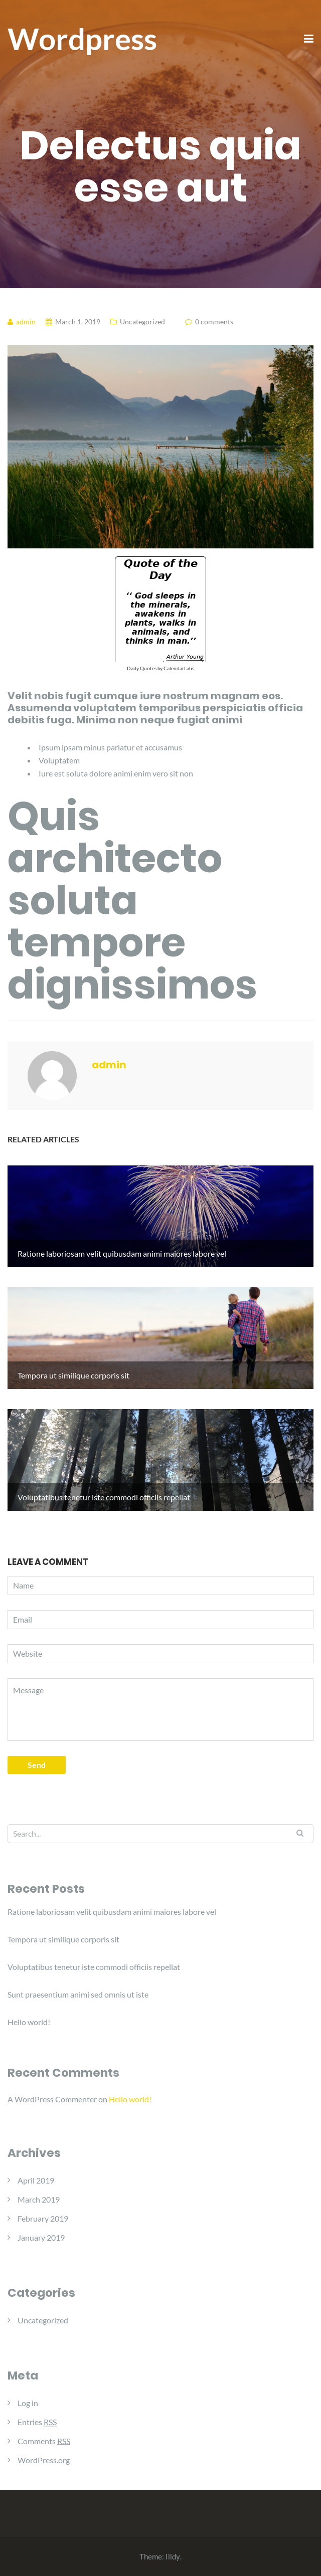 Wordpress
Delectus quia
esse aut
admin March 1, 2019 Uncategorized 0 comments
Quote of the
Day
“ God sleeps in
the minerals,
awakens in
plants, walks in
animals, and
thinks in man.”
Arthur Young
Daily Quotes by CalendarLabs
Velit nobis fugit cumque iure nostrum magnam eos.
Assumenda voluptatem temporibus perspiciatis officia
debitis fuga. Minima non neque fugiat animi
Ipsum ipsam minus pariatur et accusamus
Voluptatem
Iure est soluta dolore animi enim vero sit non
Quis
architecto
soluta
tempore
dignissimos
admin
RELATED ARTICLES
Ratione laboriosam velit quibusdam animi maiores labore vel
Tempora ut similique corporis sit
Voluptatibus tenetur iste commodi officiis repellat
LEAVE A COMMENT
Name
Email
Website
Message
Send
Search...
Recent Posts
Ratione laboriosam velit quibusdam animi maiores labore vel
Tempora ut similique corporis sit
Voluptatibus tenetur iste commodi officiis repellat
Sunt praesentium animi sed omnis ut iste
Hello world!
Recent Comments
A WordPress Commenter on Hello world!
Archives
April 2019
March 2019
February 2019
January 2019
Categories
Uncategorized
Meta
Log in
Entries RSS
Comments RSS
WordPress.org
Theme: Illdy.